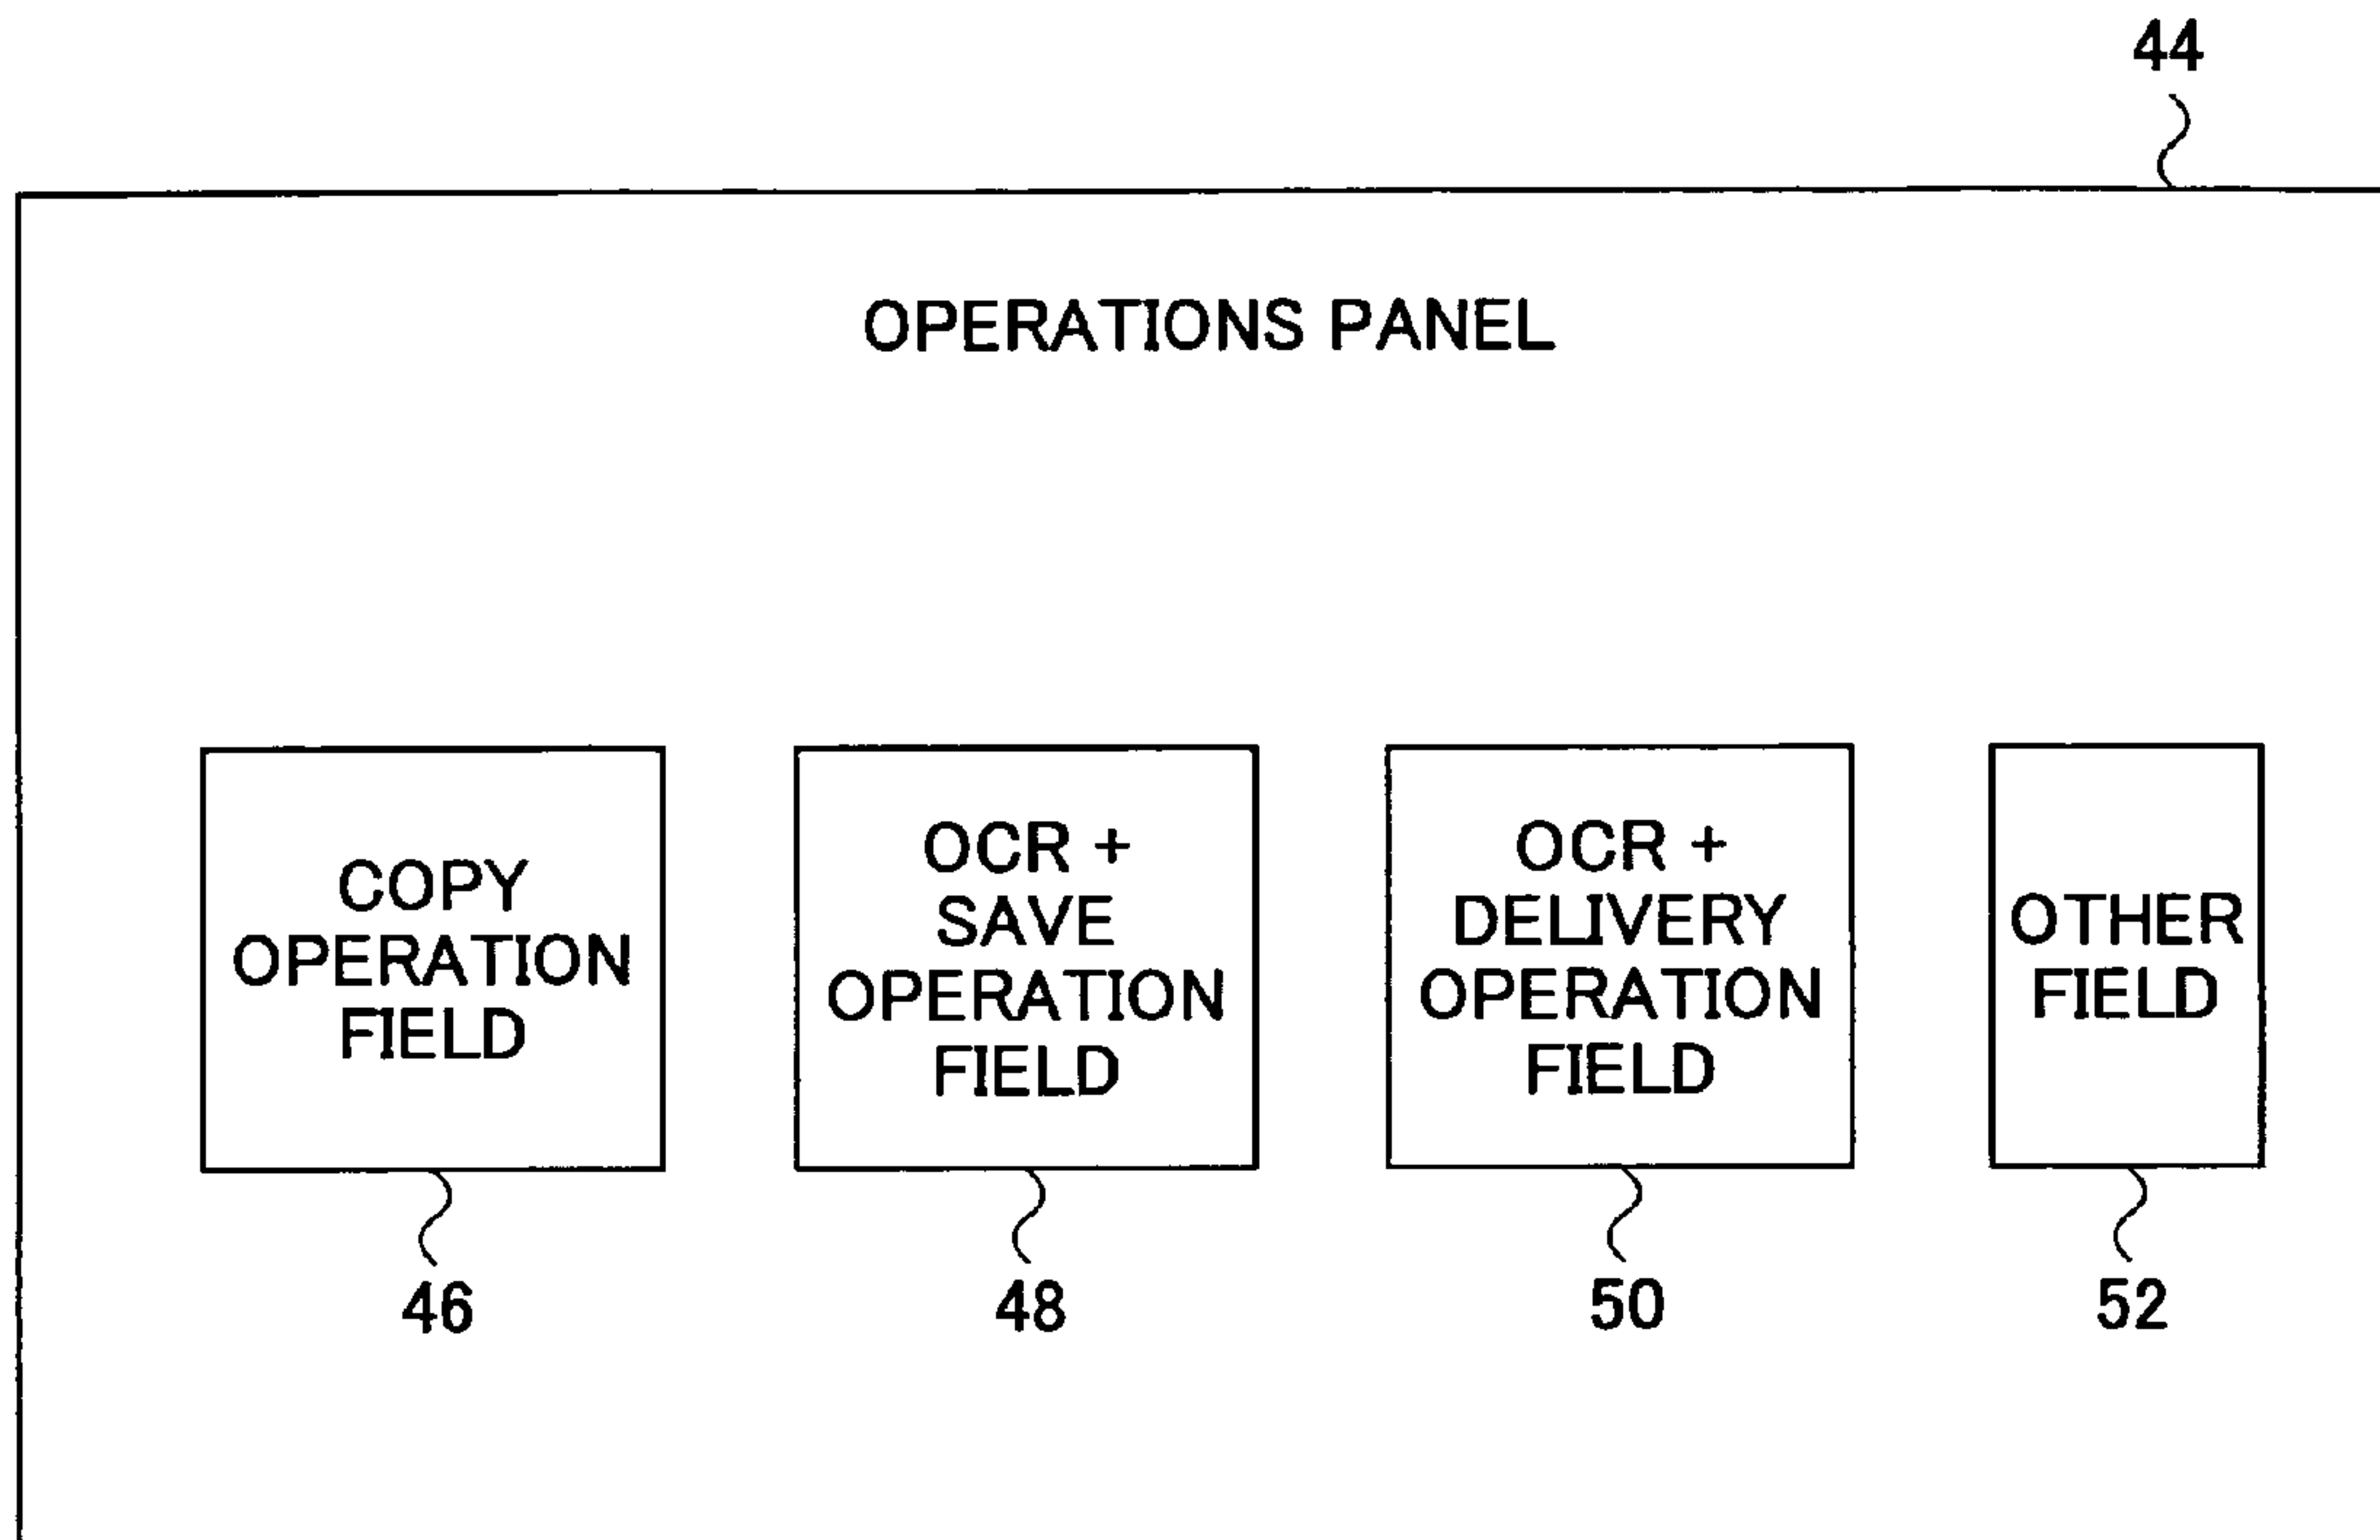 44
OPERATIONS PANEL
COPY
OPERATION
FIELD
OCR +
SAVE
OPERATION
FIELD
OCR +
DELIVERY
OPERATION
FIELD
OTHER
FIELD
46
48
50
52